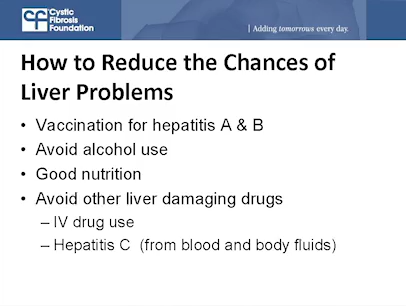 Cystic
Fibrosis
Foundation
| Adding tomorrows every day.
How to Reduce the Chances of
Liver Problems
• Vaccination for hepatitis A & B
• Avoid alcohol use
• Good nutrition
• Avoid other liver damaging drugs
– IV drug use
– Hepatitis C (from blood and body fluids)